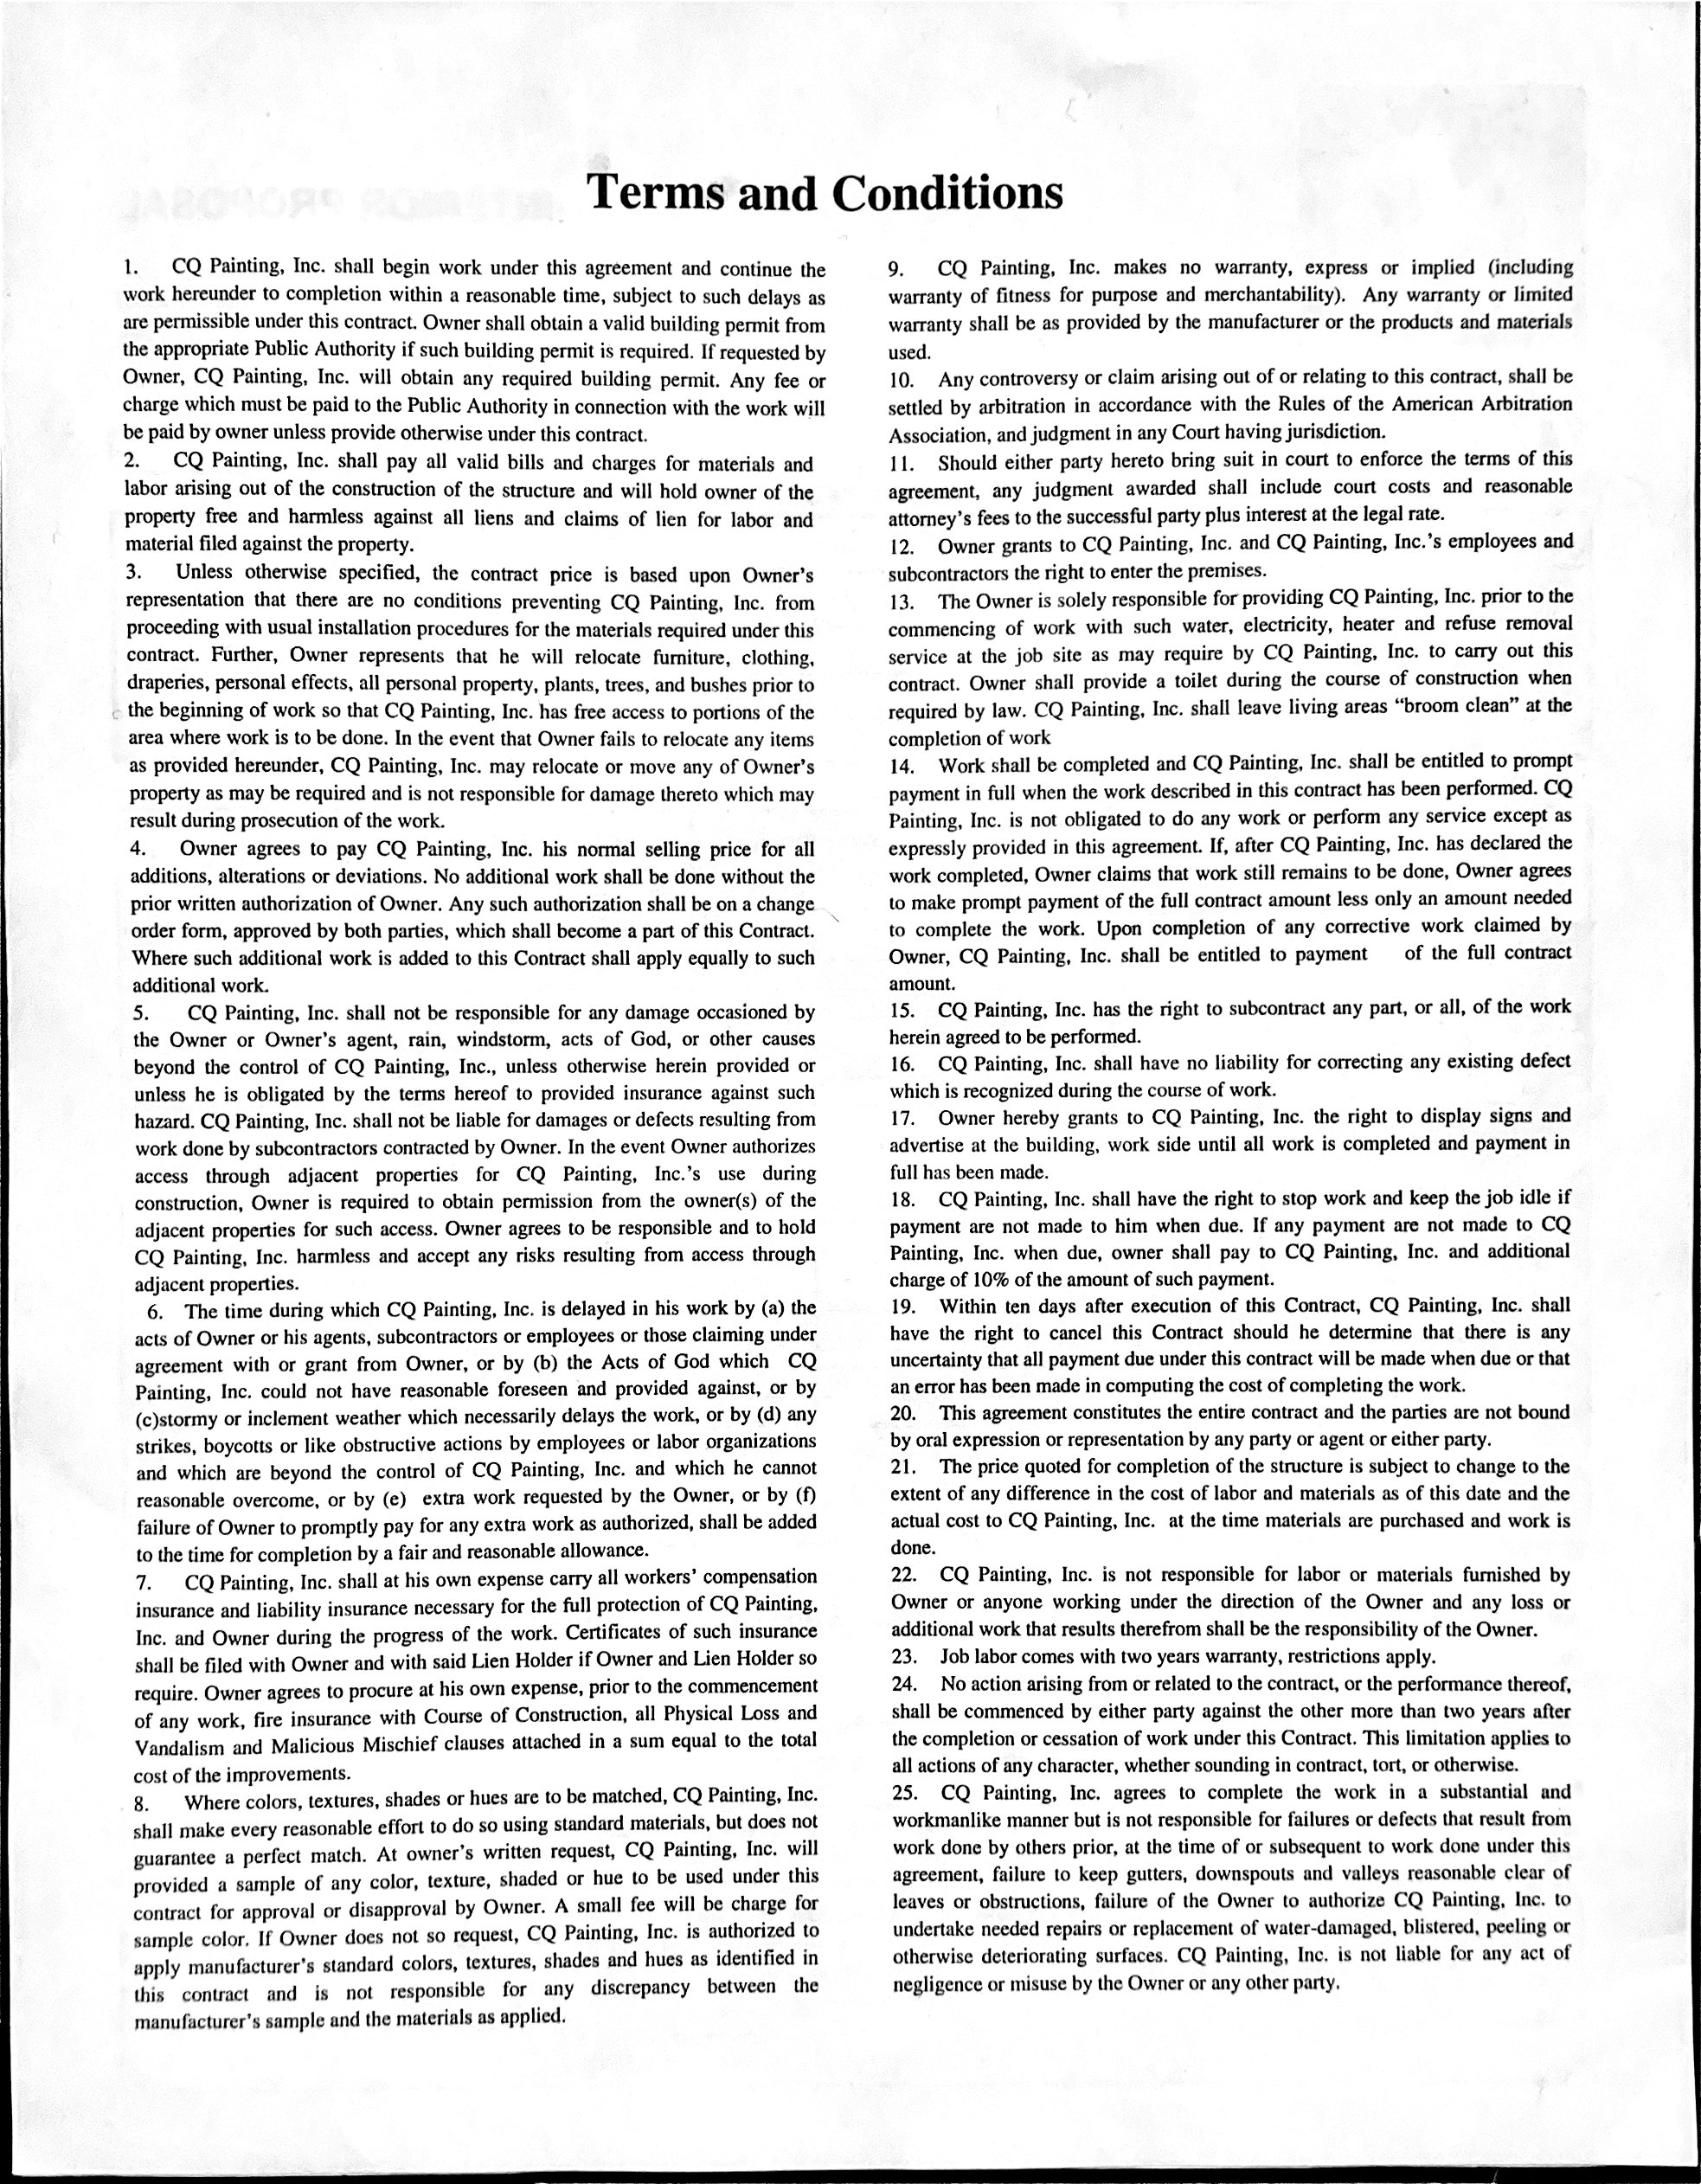 Terms and Conditions
1. CQ Painting, Inc. shall begin work under this agreement and continue the
work hereunder to completion within a reasonable time, subject to such delays as
are permissible under this contract. Owner shall obtain a valid building permit from
the appropriate Public Authority if such building permit is required. If requested by
Owner, CQ Painting, Inc. will obtain any required building permit. Any fee or
charge which must be paid to the Public Authority in connection with the work will
be paid by owner unless provide otherwise under this contract.
2. CQ Painting, Inc. shall pay all valid bills and charges for materials and
labor arising out of the construction of the structure and will hold owner of the
property free and harmless against all liens and claims of lien for labor and
material filed against the property.
3. Unless otherwise specified, the contract price is based upon Owner's
representation that there are no conditions preventing CQ Painting, Inc. from
proceeding with usual installation procedures for the materials required under this
contract. Further, Owner represents that he will relocate furniture, clothing,
draperies, personal effects, all personal property, plants, trees, and bushes prior to
the beginning of work so that CQ Painting, Inc. has free access to portions of the
area where work is to be done. In the event that Owner fails to relocate any items
as provided hereunder, CQ Painting, Inc. may relocate or move any of Owner's
property as may be required and is not responsible for damage thereto which may
result during prosecution of the work.
4. Owner agrees to pay CQ Painting, Inc. his normal selling price for all
additions, alterations or deviations. No additional work shall be done without the
prior written authorization of Owner. Any such authorization shall be on a change
order form, approved by both parties, which shall become a part of this Contract.
Where such additional work is added to this Contract shall apply equally to such
additional work.
5. CQ Painting, Inc. shall not be responsible for any damage occasioned by
the Owner or Owner's agent, rain, windstorm, acts of God, or other causes
beyond the control of CQ Painting, Inc., unless otherwise herein provided or
unless he is obligated by the terms hereof to provided insurance against such
hazard. CQ Painting, Inc. shall not be liable for damages or defects resulting from
work done by subcontractors contracted by Owner. In the event Owner authorizes
access through adjacent properties for CQ Painting, Inc.'s use during
construction, Owner is required to obtain permission from the owner(s) of the
adjacent properties for such access. Owner agrees to be responsible and to hold
CQ Painting, Inc. harmless and accept any risks resulting from access through
adjacent properties.
6. The time during which CQ Painting, Inc. is delayed in his work by (a) the
acts of Owner or his agents, subcontractors or employees or those claiming under
agreement with or grant from Owner, or by (b) the Acts of God which CQ
Painting, Inc. could not have reasonable foreseen and provided against, or by
(c)stormy or inclement weather which necessarily delays the work, or by (d) any
strikes, boycotts or like obstructive actions by employees or labor organizations
and which are beyond the control of CQ Painting, Inc. and which he cannot
reasonable overcome, or by (e) extra work requested by the Owner, or by (f)
failure of Owner to promptly pay for any extra work as authorized, shall be added
to the time for completion by a fair and reasonable allowance.
7. CQ Painting, Inc. shall at his own expense carry all workers' compensation
insurance and liability insurance necessary for the full protection of CQ Painting,
Inc. and Owner during the progress of the work. Certificates of such insurance
shall be filed with Owner and with said Lien Holder if Owner and Lien Holder so
require. Owner agrees to procure at his own expense, prior to the commencement
of any work, fire insurance with Course of Construction, all Physical Loss and
Vandalism and Malicious Mischief clauses attached in a sum equal to the total
cost of the improvements.
8. Where colors, textures, shades or hues are to be matched, CQ Painting, Inc.
shall make every reasonable effort to do so using standard materials, but does not
guarantee a perfect match. At owner's written request, CQ Painting, Inc. will
provided a sample of any color, texture, shaded or hue to be used under this
contract for approval or disapproval by Owner. A small fee will be charge for
sample color. If Owner does not so request, CQ Painting, Inc. is authorized to
apply manufacturer's standard colors, textures, shades and hues as identified in
this contract and is not responsible for any discrepancy between the
manufacturer's sample and the materials as applied.
9. CQ Painting, Inc. makes no warranty, express or implied (including
warranty of fitness for purpose and merchantability). Any warranty or limited
warranty shall be as provided by the manufacturer or the products and materials
used.
10. Any controversy or claim arising out of or relating to this contract, shall be
settled by arbitration in accordance with the Rules of the American Arbitration
Association, and judgment in any Court having jurisdiction.
11. Should either party hereto bring suit in court to enforce the terms of this
agreement, any judgment awarded shall include court costs and reasonable
attorney's fees to the successful party plus interest at the legal rate.
12. Owner grants to CQ Painting, Inc. and CQ Painting, Inc.'s employees and
subcontractors the right to enter the premises.
13. The Owner is solely responsible for providing CQ Painting, Inc. prior to the
commencing of work with such water, electricity, heater and refuse removal
service at the job site as may require by CQ Painting, Inc. to carry out this
contract. Owner shall provide a toilet during the course of construction when
required by law. CQ Painting, Inc. shall leave living areas “broom clean” at the
completion of work
14. Work shall be completed and CQ Painting, Inc. shall be entitled to prompt
payment in full when the work described in this contract has been performed. CQ
Painting, Inc. is not obligated to do any work or perform any service except as
expressly provided in this agreement. If, after CQ Painting, Inc. has declared the
work completed, Owner claims that work still remains to be done, Owner agrees
to make prompt payment of the full contract amount less only an amount needed
to complete the work. Upon completion of any corrective work claimed by
Owner, CQ Painting, Inc. shall be entitled to payment of the full contract
amount.
15. CQ Painting, Inc. has the right to subcontract any part, or all, of the work
herein agreed to be performed.
16. CQ Painting, Inc. shall have no liability for correcting any existing defect
which is recognized during the course of work.
17. Owner hereby grants to CQ Painting, Inc. the right to display signs and
advertise at the building, work side until all work is completed and payment in
full has been made.
18. CQ Painting, Inc. shall have the right to stop work and keep the job idle if
payment are not made to him when due. If any payment are not made to CQ
Painting, Inc. when due, owner shall pay to CQ Painting, Inc. and additional
charge of 10% of the amount of such payment.
19. Within ten days after execution of this Contract, CQ Painting, Inc. shall
have the right to cancel this Contract should he determine that there is any
uncertainty that all payment due under this contract will be made when due or that
an error has been made in computing the cost of completing the work.
20. This agreement constitutes the entire contract and the parties are not bound
by oral expression or representation by any party or agent or either party.
21. The price quoted for completion of the structure is subject to change to the
extent of any difference in the cost of labor and materials as of this date and the
actual cost to CQ Painting, Inc. at the time materials are purchased and work is
done.
22. CQ Painting, Inc. is not responsible for labor or materials furnished by
Owner or anyone working under the direction of the Owner and any loss or
additional work that results therefrom shall be the responsibility of the Owner.
23. Job labor comes with two years warranty, restrictions apply.
24. No action arising from or related to the contract, or the performance thereof,
shall be commenced by either party against the other more than two years after
the completion or cessation of work under this Contract. This limitation applies to
all actions of any character, whether sounding in contract, tort, or otherwise.
25. CQ Painting, Inc. agrees to complete the work in a substantial and
workmanlike manner but is not responsible for failures or defects that result from
work done by others prior, at the time of or subsequent to work done under this
agreement, failure to keep gutters, downspouts and valleys reasonable clear of
leaves or obstructions, failure of the Owner to authorize CQ Painting, Inc. to
undertake needed repairs or replacement of water-damaged, blistered, peeling or
otherwise deteriorating surfaces. CQ Painting, Inc. is not liable for any act of
negligence or misuse by the Owner or any other party.